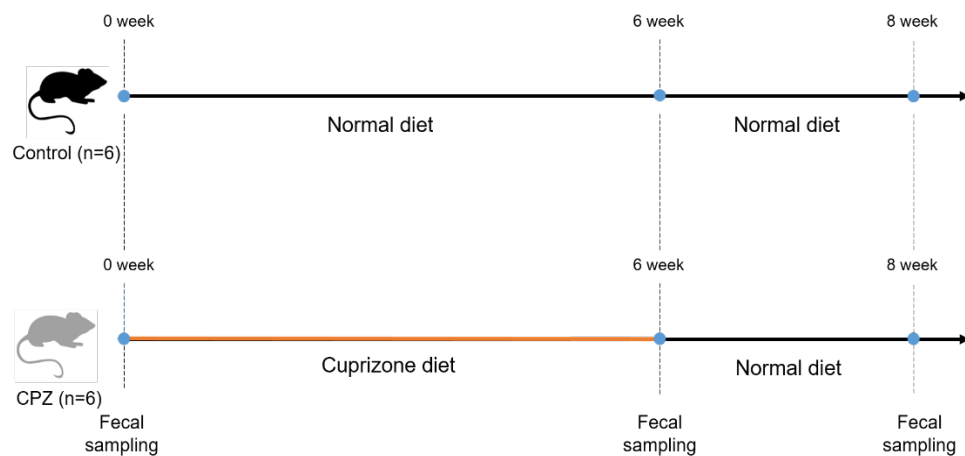 0 week
6 week
8 week
Normal diet
Normal diet
Control (n=6)
0 week
6 week
8 week
Cuprizone diet
Normal diet
CPZ (n=6)
Fecal
sampling
Fecal
sampling
Fecal
sampling